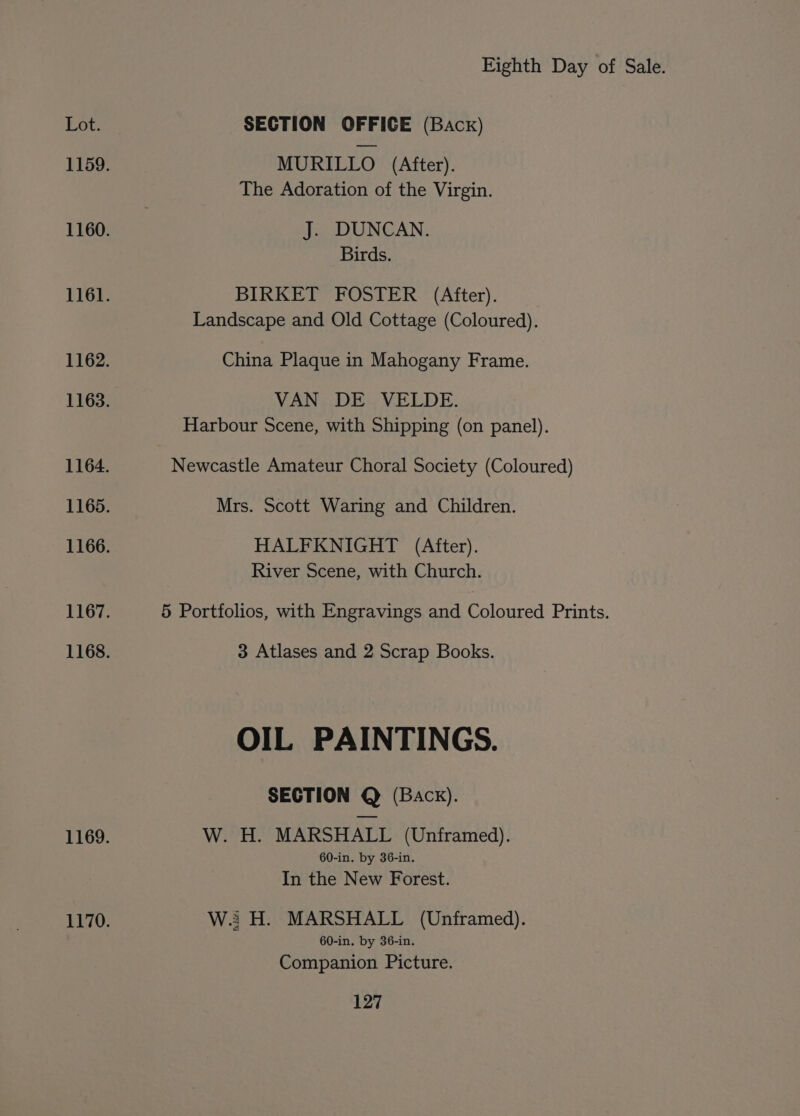 Eighth Day of Sale.
Lot. SECTION OFFICE (Back)
1159. MURILLO (After).
The Adoration of the Virgin.
1160. J. DUNCAN.
Birds.
1161. BIRKET FOSTER (After).
Landscape and Old Cottage (Coloured).
1162. China Plaque in Mahogany Frame.
1163. VAN DE VELDE.
Harbour Scene, with Shipping (on panel).
1164. Newcastle Amateur Choral Society (Coloured)
1165. Mrs. Scott Waring and Children.
1166. HALFKNIGHT (After).
River Scene, with Church.
1167. 5 Portfolios, with Engravings and Coloured Prints.
1168. 3 Atlases and 2 Scrap Books.
OIL PAINTINGS.
SECTION Q (Back).
1169. W. H. MARSHALL (Unframed).
60-in. by 36-in.
In the New Forest.
1170. W. H. MARSHALL (Unframed).
60-in. by 36-in.
Companion Picture.
127